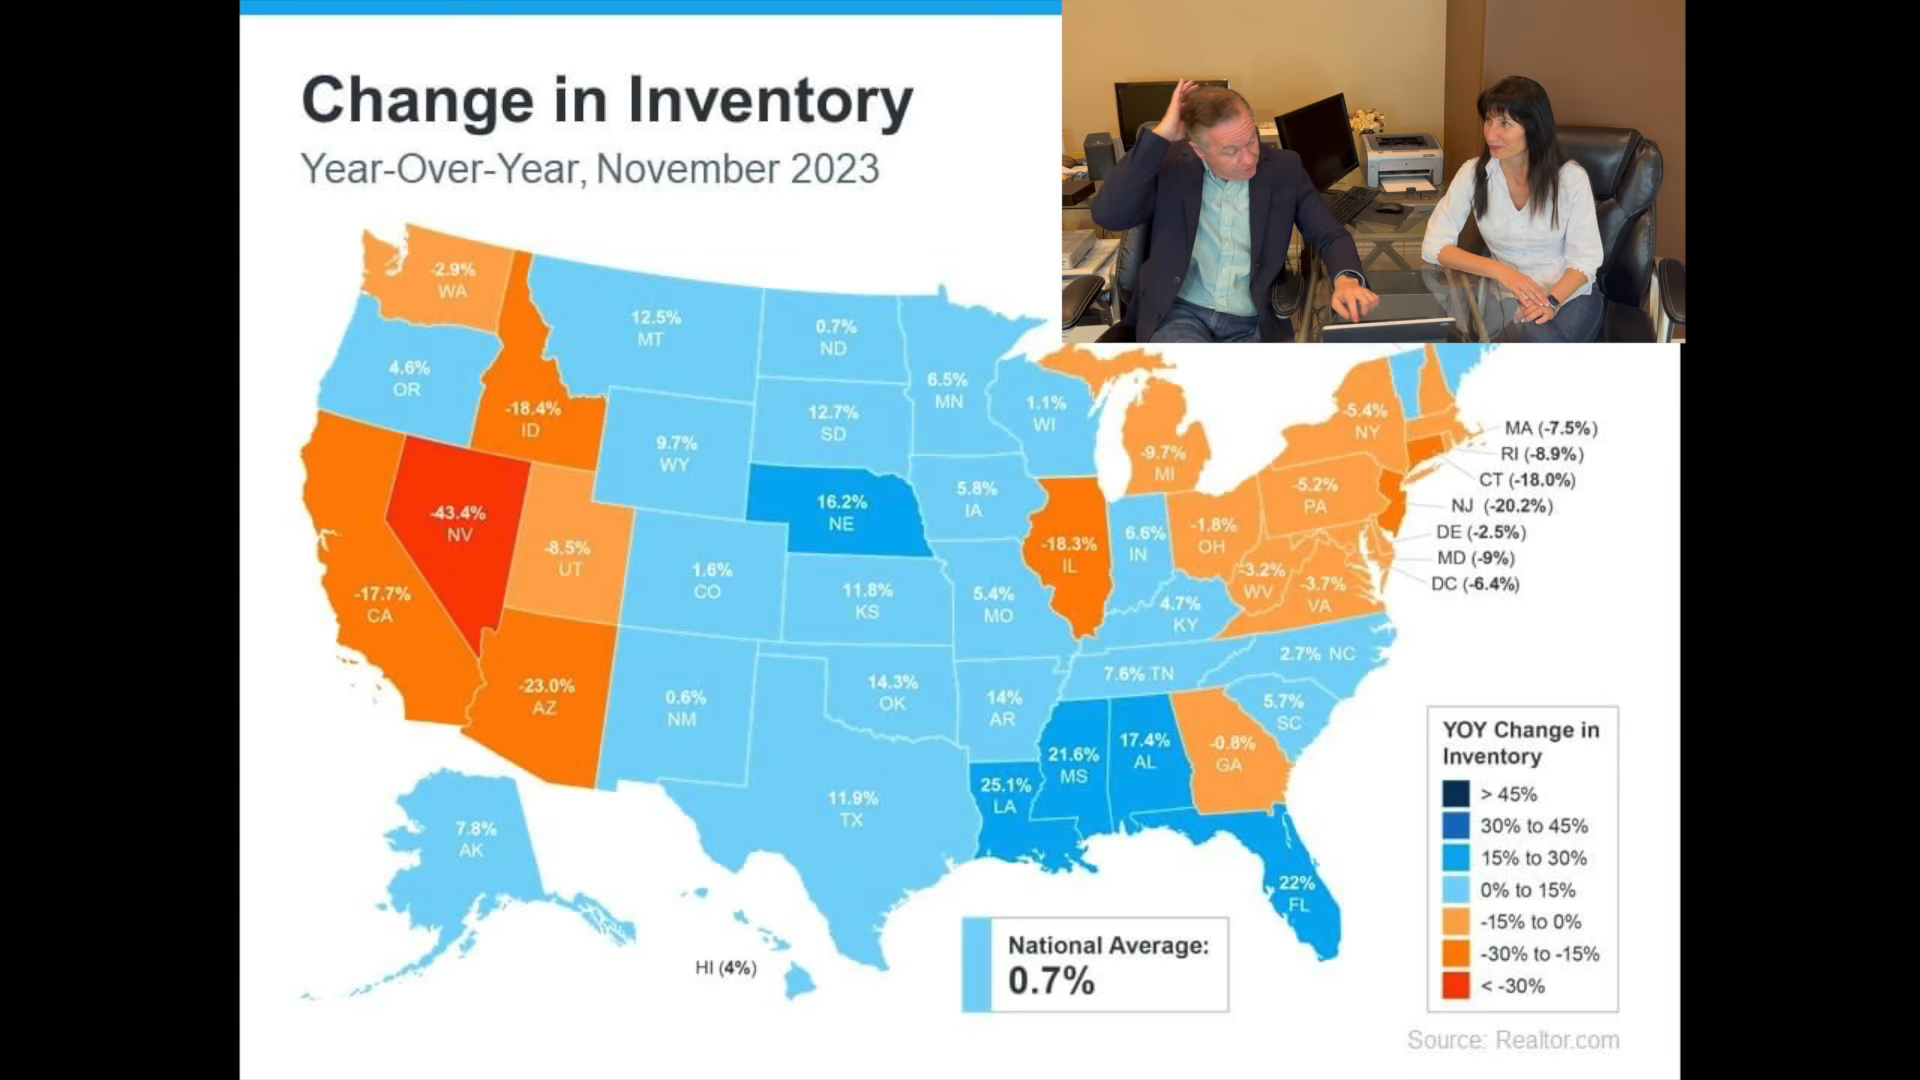 Change in Inventory
Year-Over-Year, November 2023
-2.9%
WA
12.5%
MT
0.7%
ND
4.6%
OR
6.5%
MN
-18.4%
ID
12.7%
SD
1.1%
WI
-5.4%
NY
9.7%
WY
-9.7%
MI
MA (-7.5%)
RI (-8.9%)
CT (-18.0%)
NJ (-20.2%)
DE (-2.5%)
MD (-9%)
DC (-6.4%)
-43.4%
NV
16.2%
NE
5.8%
IA
-5.2%
PA
-8.5%
UT
-18.3%
IL
6.6%
IN
-1.8%
OH
1.6%
CO
-17.7%
CA
11.8%
KS
5.4%
MO
-3.2%
WV
-3.7%
VA
4.7%
KY
2.7% NC
7.6% TN
-23.0%
AZ
0.6%
NM
14.3%
OK
14%
AR
5.7%
SC
21.6%
MS
17.4%
AL
-0.8%
GA
25.1%
LA
11.9%
TX
7.8%
AK
22%
FL
HI (4%)
National Average:
0.7%
YOY Change in
Inventory
> 45%
30% to 45%
15% to 30%
0% to 15%
-15% to 0%
-30% to -15%
< -30%
Source: Realtor.com